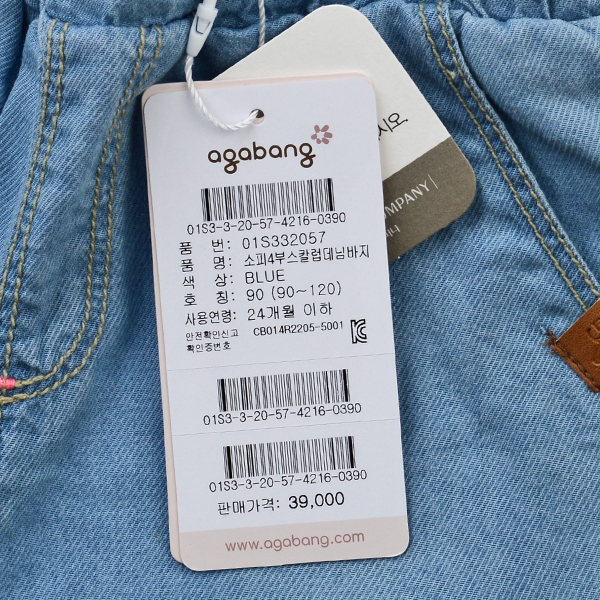 agabang
01S3-3-20-57-4216-0390
품 번: 01S332057
품 명: 소피4부스칼럽데님바지
색 상: BLUE
호 칭: 90 (90~120)
사용연령: 24개월 이하
안전확인신고 CB014R2205-5001
확인증번호
01S3-3-20-57-4216-0390
01S3-3-20-57-4216-0390
판매가격: 39,000
www.agabang.com
시오.